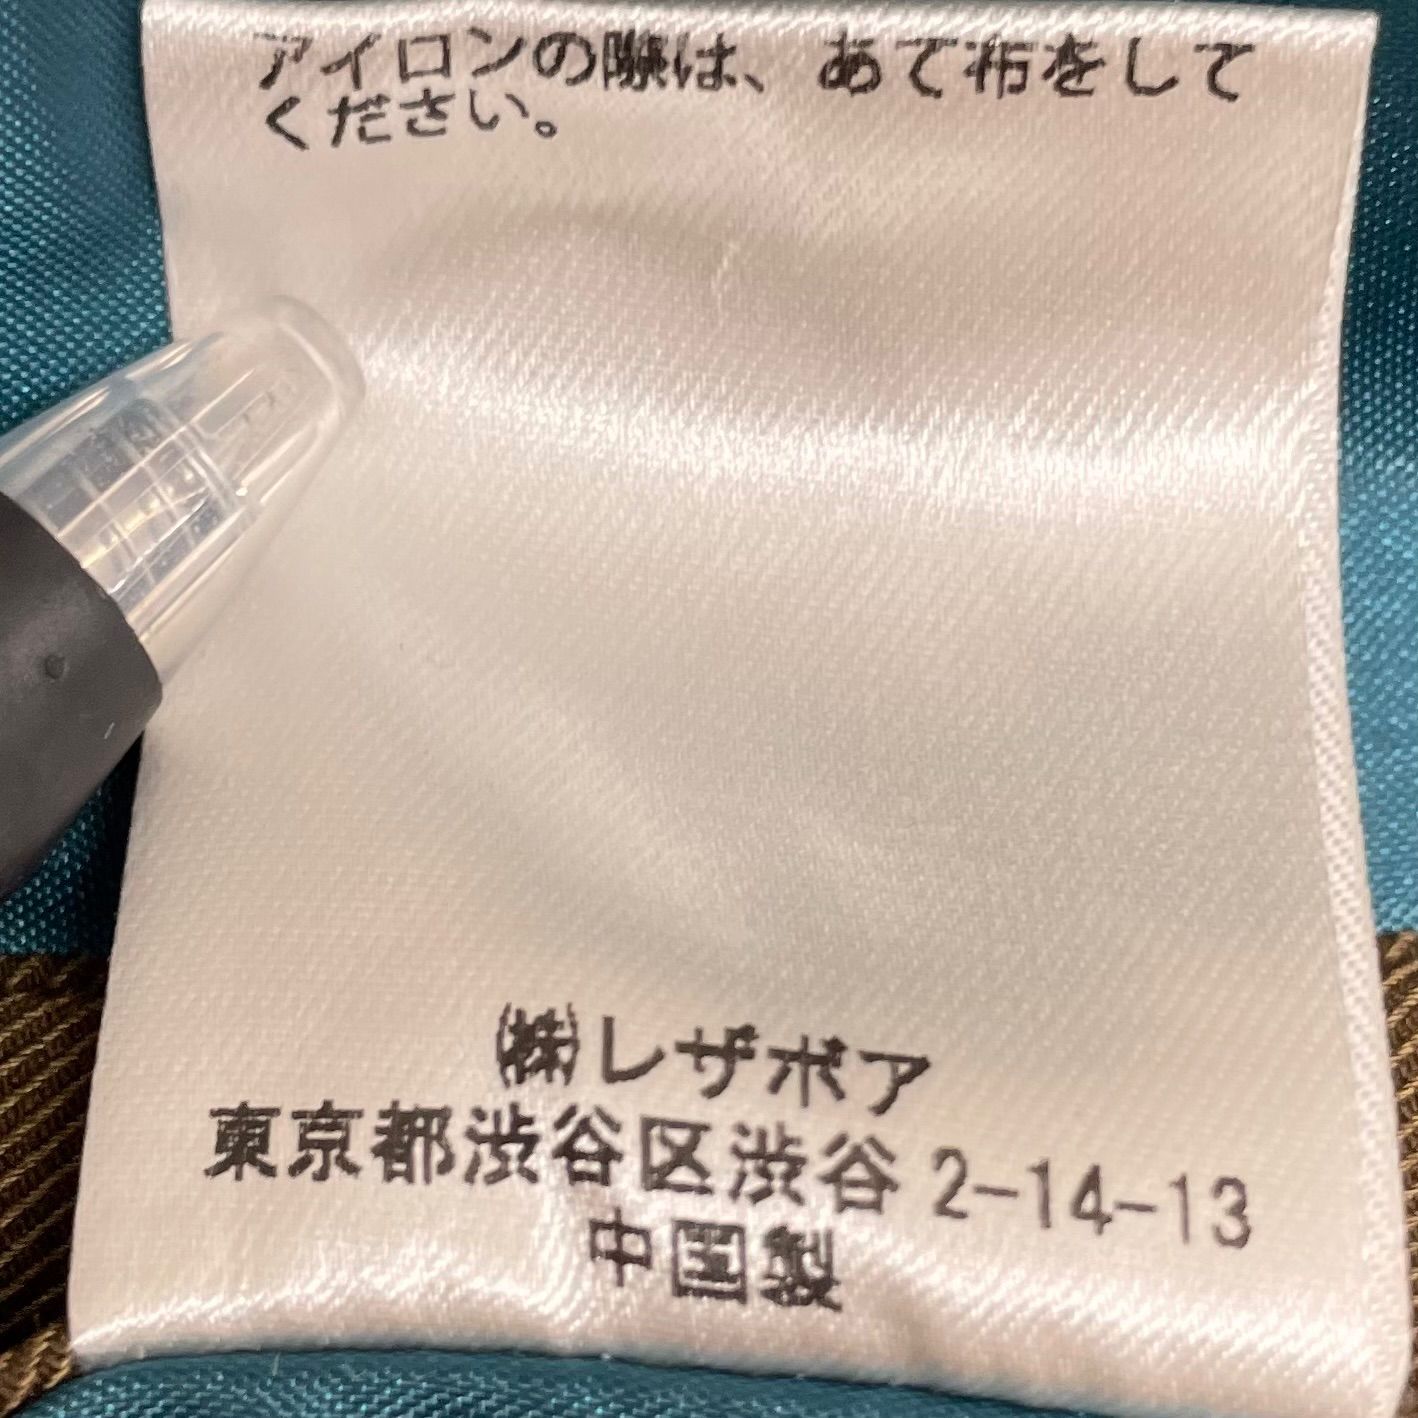 アイロンの際は、あて布をして
ください。
㈱レザボア
東京都渋谷区渋谷 2-14-13
中国製